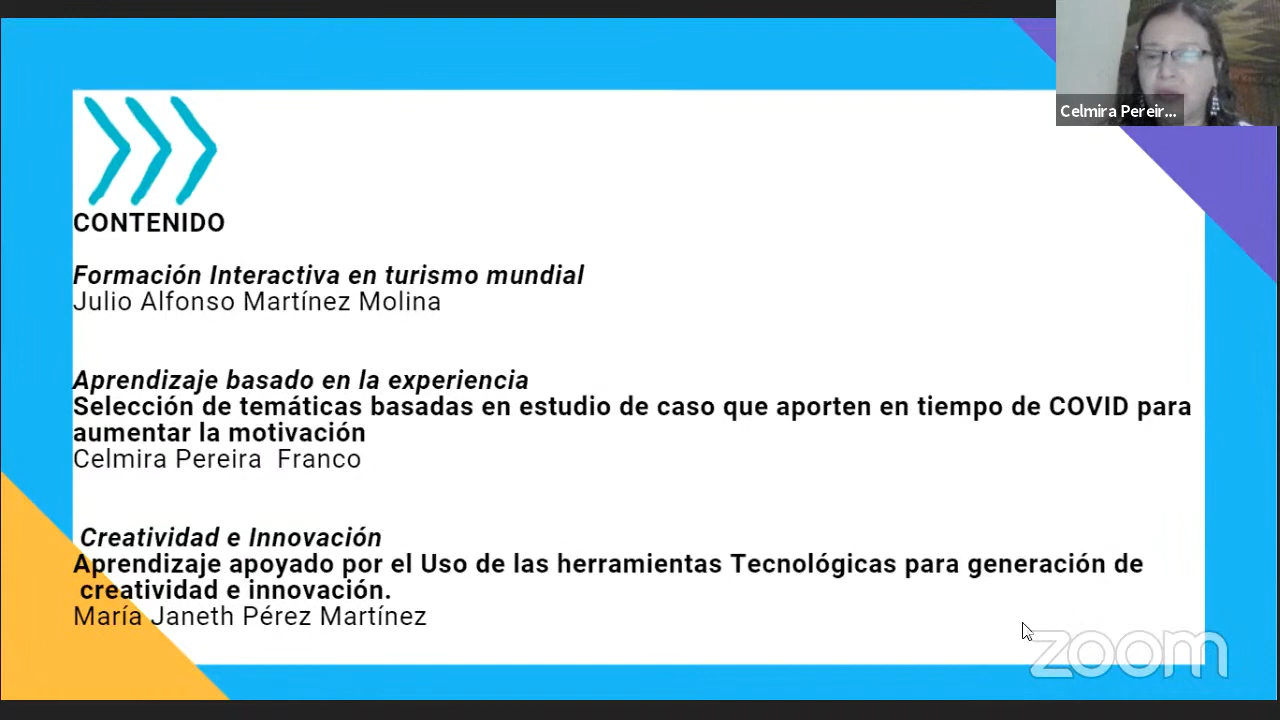 Celmira Pereir...
CONTENIDO
Formación Interactiva en turismo mundial
Julio Alfonso Martínez Molina
Aprendizaje basado en la experiencia
Selección de temáticas basadas en estudio de caso que aporten en tiempo de COVID para
aumentar la motivación
Celmira Pereira Franco
Creatividad e Innovación
Aprendizaje apoyado por el Uso de las herramientas Tecnológicas para generación de
creatividad e innovación.
María Janeth Pérez Martínez
zoom